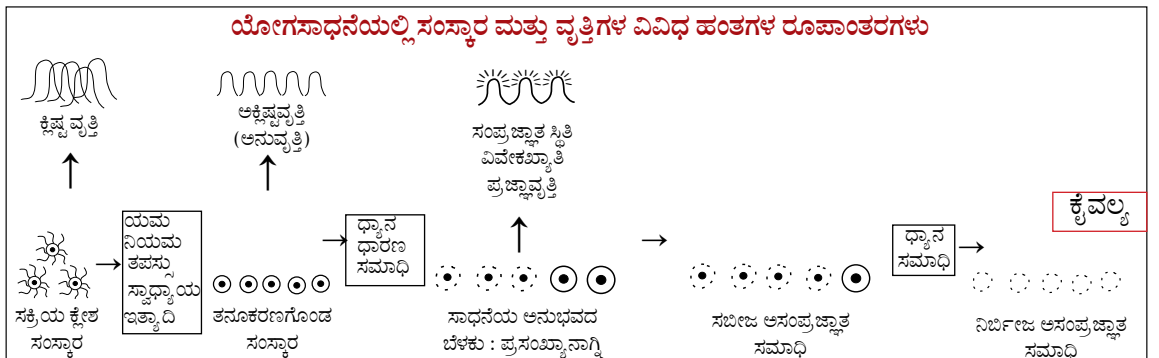 ಯೋಗಸಾಧನೆಯಲ್ಲಿ ಸಂಸ್ಕಾರ ಮತ್ತು ವೃತ್ತಿಗಳ ವಿವಿಧ ಹಂತಗಳ ರೂಪಾಂತರಗಳು
ಕ್ಲಿಷ್ಟ ವೃತ್ತಿ
ಅಕ್ಲಿಷ್ಟವೃತ್ತಿ
(ಅನುವೃತ್ತಿ)
ಸಂಪ್ರಜ್ಞಾತ ಸ್ಥಿತಿ
ವಿವೇಕಖ್ಯಾತಿ
ಪ್ರಜ್ಞಾವೃತ್ತಿ
ಕೈವಲ್ಯ
ಸಕ್ರಿಯ ಕ್ಲೇಶ
ಸಂಸ್ಕಾರ
ಯಮ
ನಿಯಮ
ತಪಸ್ಸು
ಸ್ವಾಧ್ಯಾಯ
ಇತ್ಯಾದಿ
ತನೂಕರಣಗೊಂಡ
ಸಂಸ್ಕಾರ
ಧ್ಯಾನ
ಧಾರಣ
ಸಮಾಧಿ
ಸಾಧನೆಯ ಅನುಭವದ
ಬೆಳಕು : ಪ್ರಸಂಖ್ಯಾನಾಗ್ನಿ
ಸಬೀಜ ಅಸಂಪ್ರಜ್ಞಾತ
ಸಮಾಧಿ
ಧ್ಯಾನ
ಸಮಾಧಿ
ನಿರ್ಬೀಜ ಅಸಂಪ್ರಜ್ಞಾತ
ಸಮಾದಿ